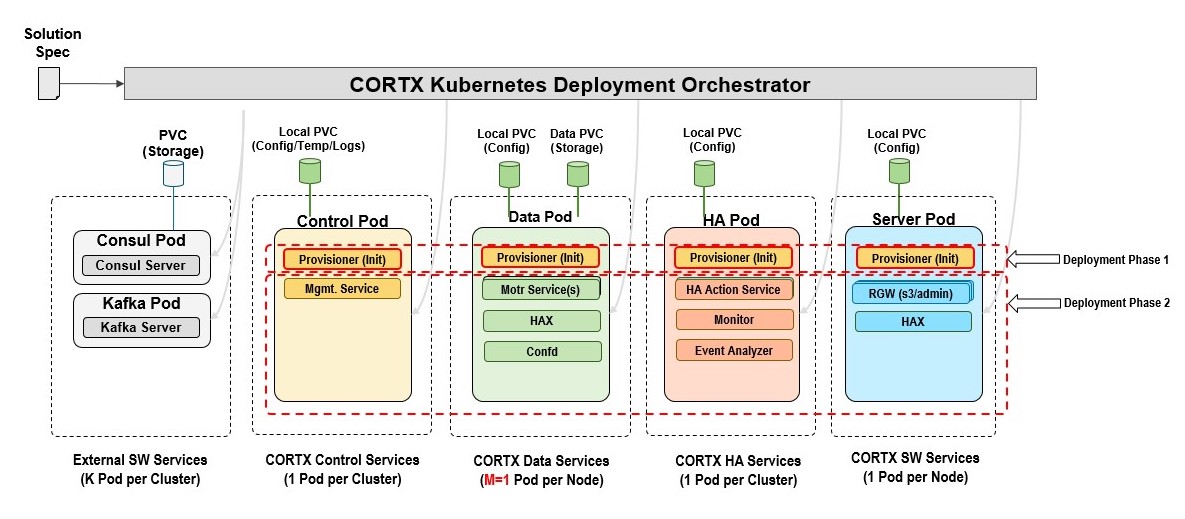 Solution
Spec
CORTX Kubernetes Deployment Orchestrator
PVC
(Storage)
Local PVC
(Config/Temp/Logs)
Local PVC
(Config)
Data PVC
(Storage)
Local PVC
(Config)
Local PVC
(Config)
Consul Pod
Consul Server
Kafka Pod
Kafka Server
External SW Services
(K Pod per Cluster)
Control Pod
Provisioner (Init)
Mgmt. Service
CORTX Control Services
(1 Pod per Cluster)
Data Pod
Provisioner (Init)
Motr Service(s)
HAX
Confd
CORTX Data Services
(M=1 Pod per Node)
HA Pod
Provisioner (Init)
HA Action Service
Monitor
Event Analyzer
CORTX HA Services
(1 Pod per Cluster)
Server Pod
Provisioner (Init)
RGW (s3/admin)
HAX
CORTX SW Services
(1 Pod per Node)
Deployment Phase 1
Deployment Phase 2